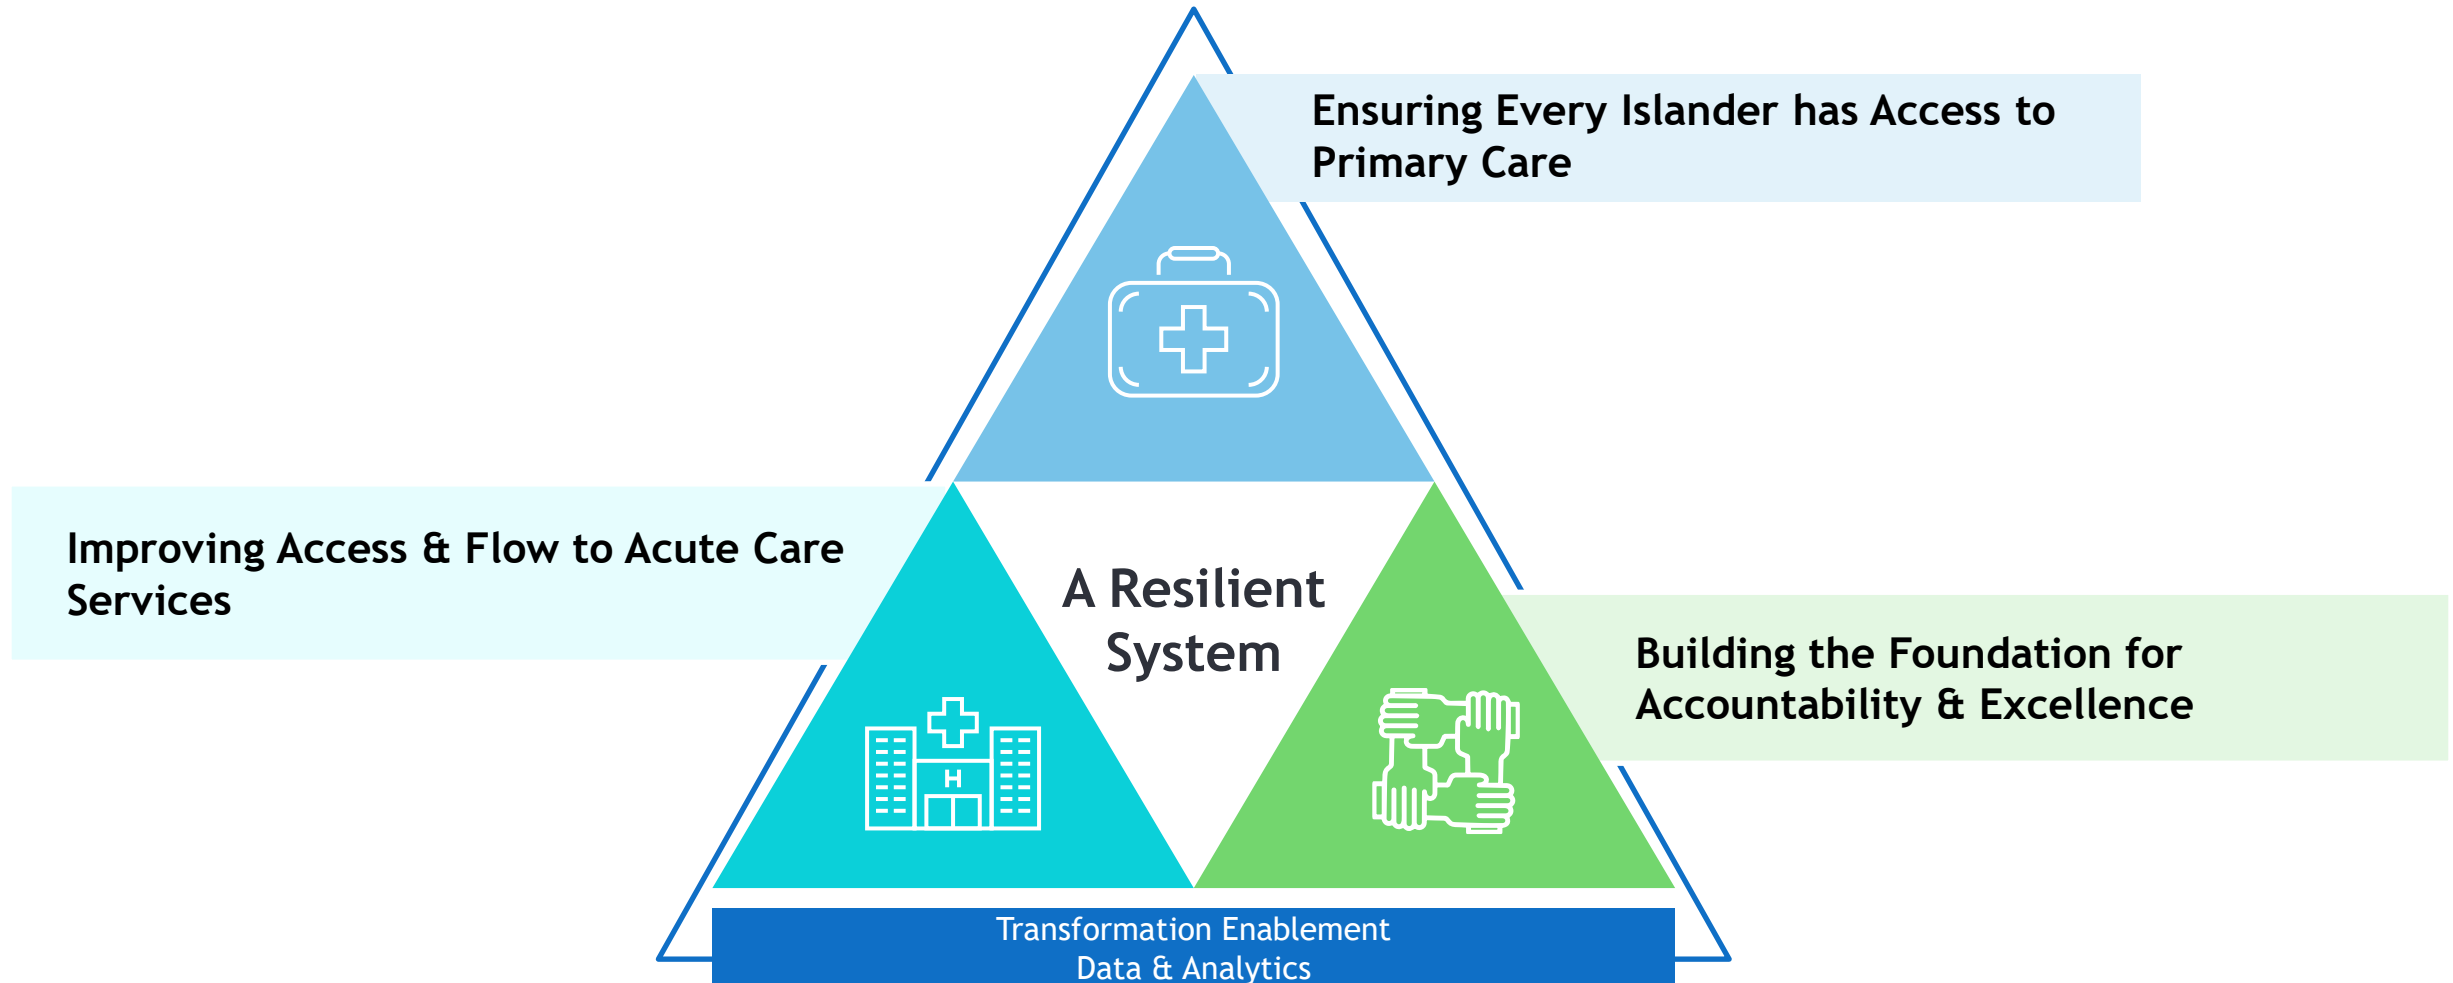 Ensuring Every Islander has Access to
Primary Care
Improving Access & Flow to Acute Care
Services
A Resilient
System
Building the Foundation for
Accountability & Excellence
H
Transformation Enablement
Data & Analytics